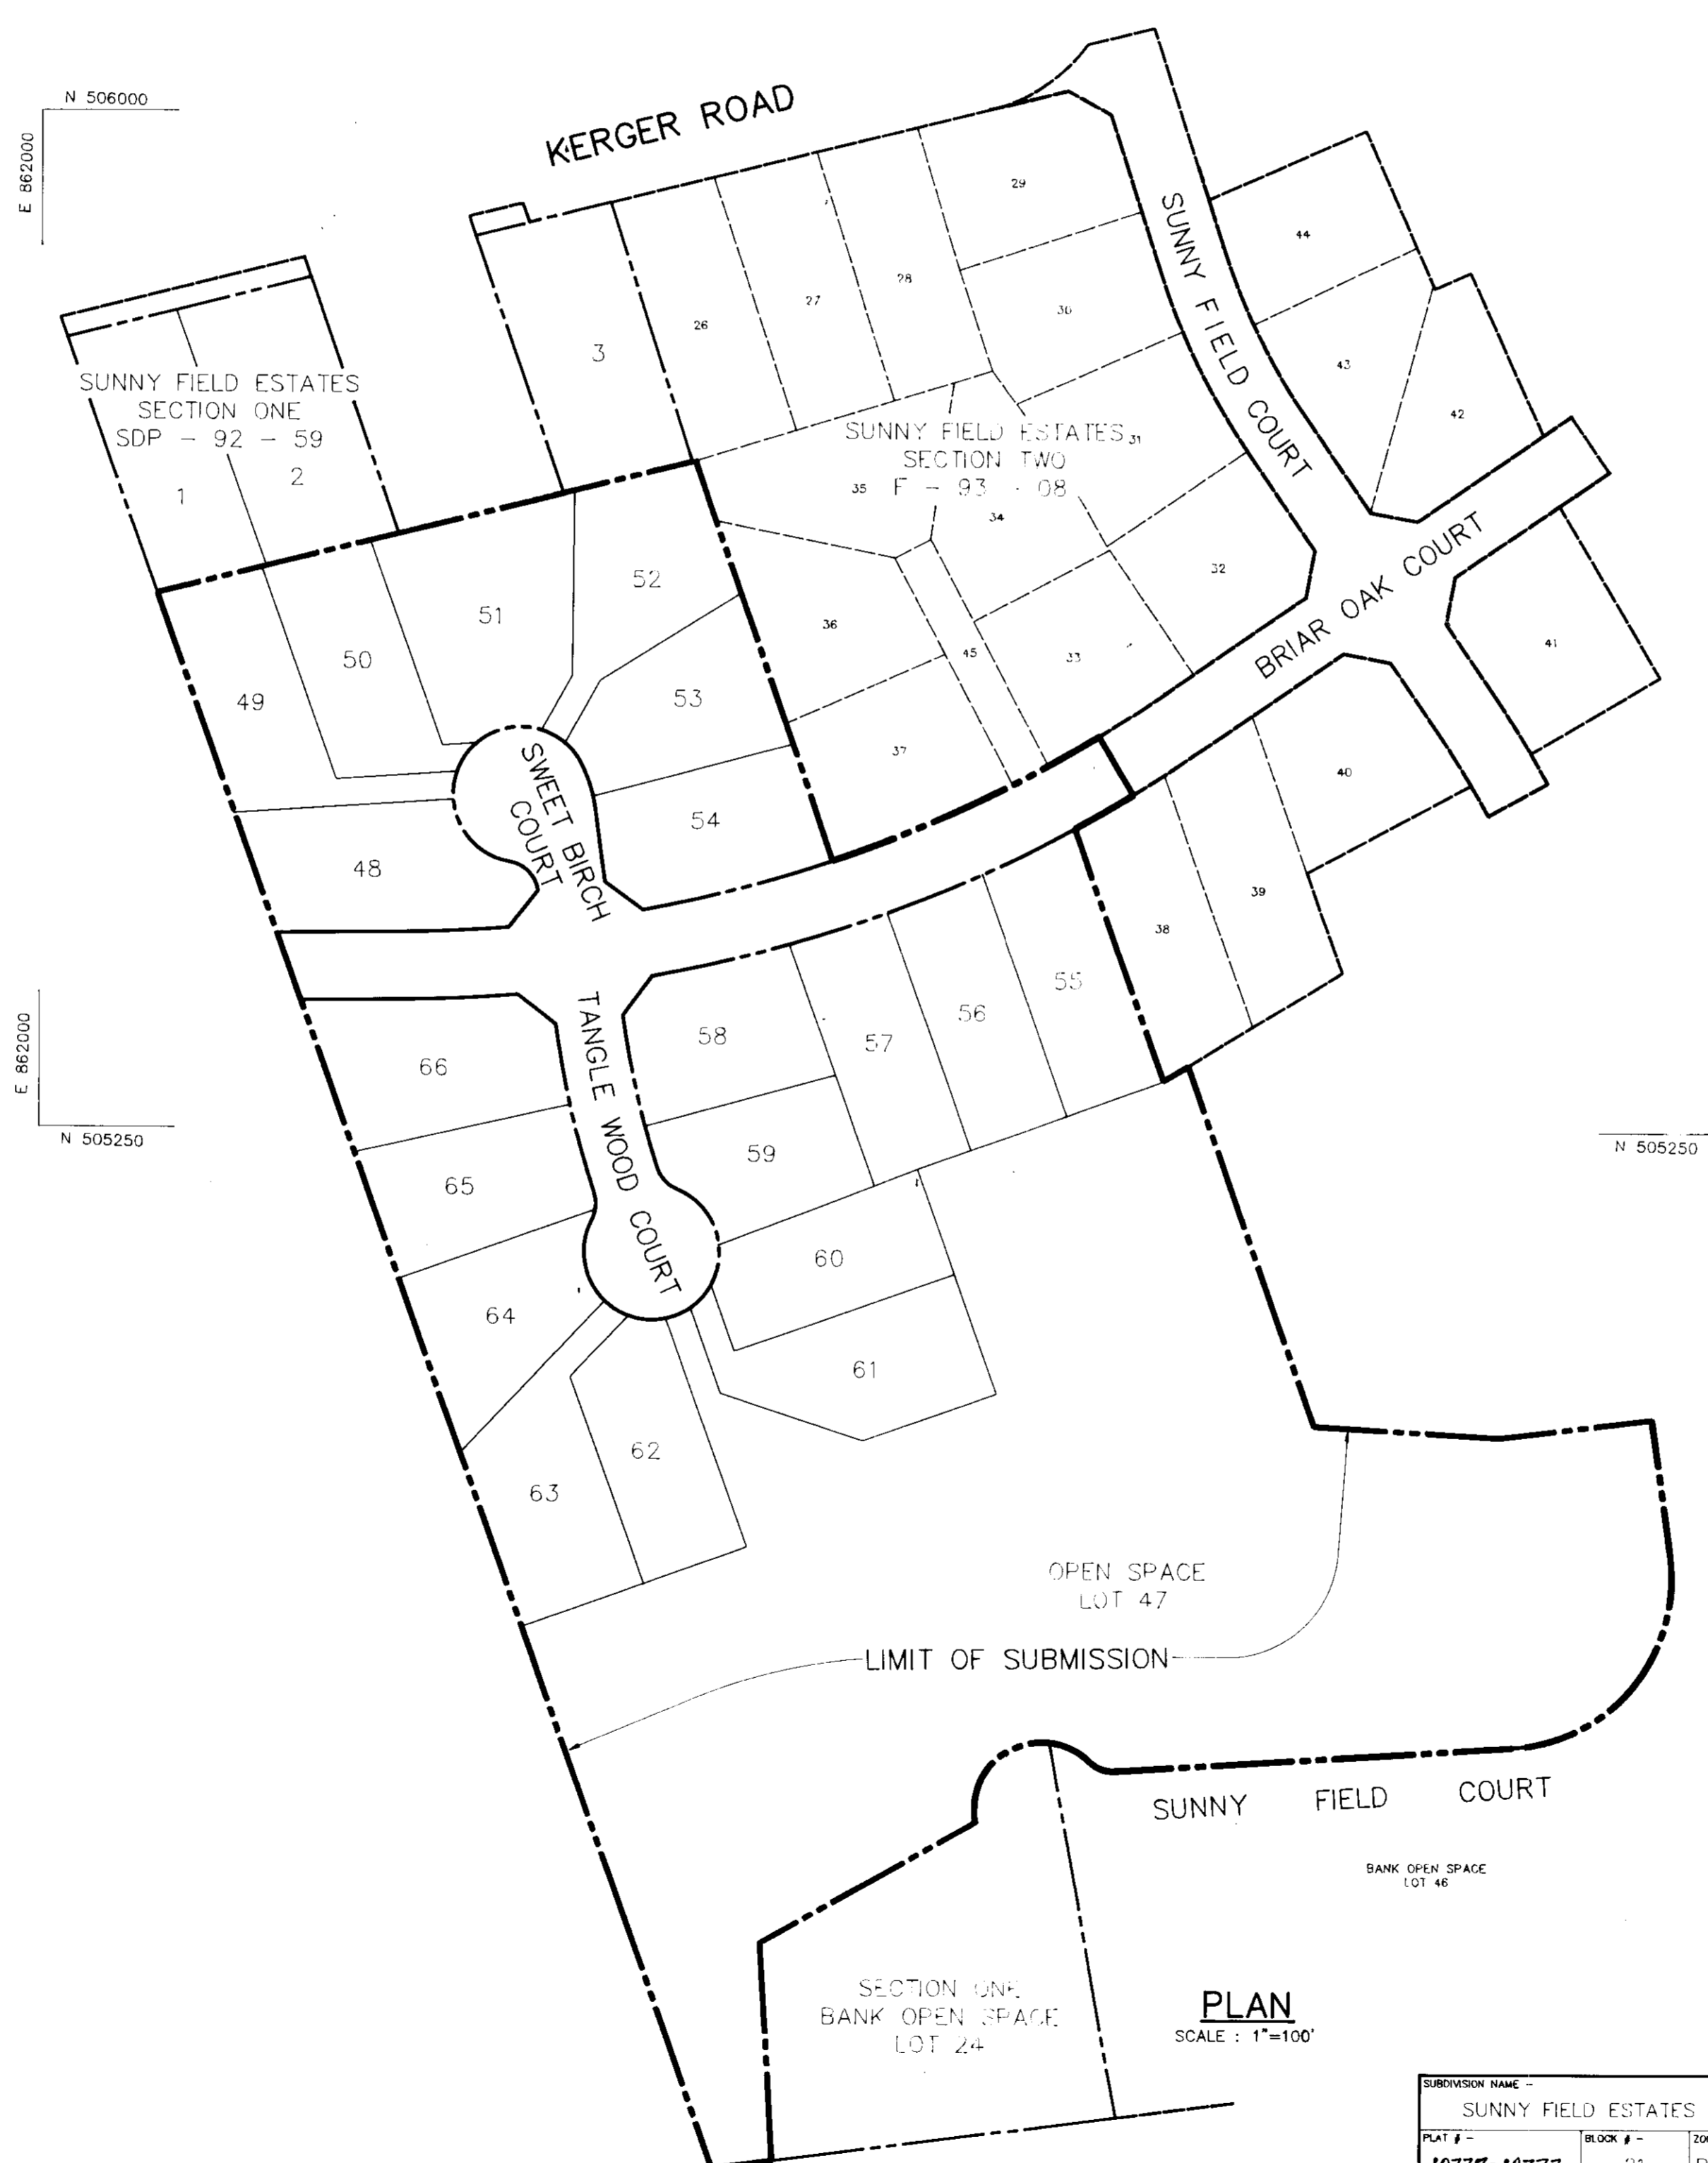 N 506000
E 862000
KERGER ROAD
29
44
SUNNY FIELD COURT
28
27
26
30
3
43
42
SUNNY FIELD ESTATES
SECTION ONE
SDP - 92 - 59
1
2
SUNNY FIELD ESTATES
31
SECTION TWO
F - 93 - 08
35
34
32
52
51
36
50
45
33
BRIAR OAK COURT
41
49
53
37
40
SWEET BIRCH
COURT
54
48
39
38
55
56
57
58
TANGLE WOOD COURT
66
E 862000
N 505250
N 505250
59
65
60
64
61
62
63
OPEN SPACE
LOT 47
LIMIT OF SUBMISSION
SUNNY FIELD COURT
BANK OPEN SPACE
LOT 46
SECTION ONE
BANK OPEN SPACE
LOT 24
PLAN
SCALE : 1"=100'
SUBDIVISION NAME -
SUNNY FIELD ESTATES
PLAT # -
BLOCK # -